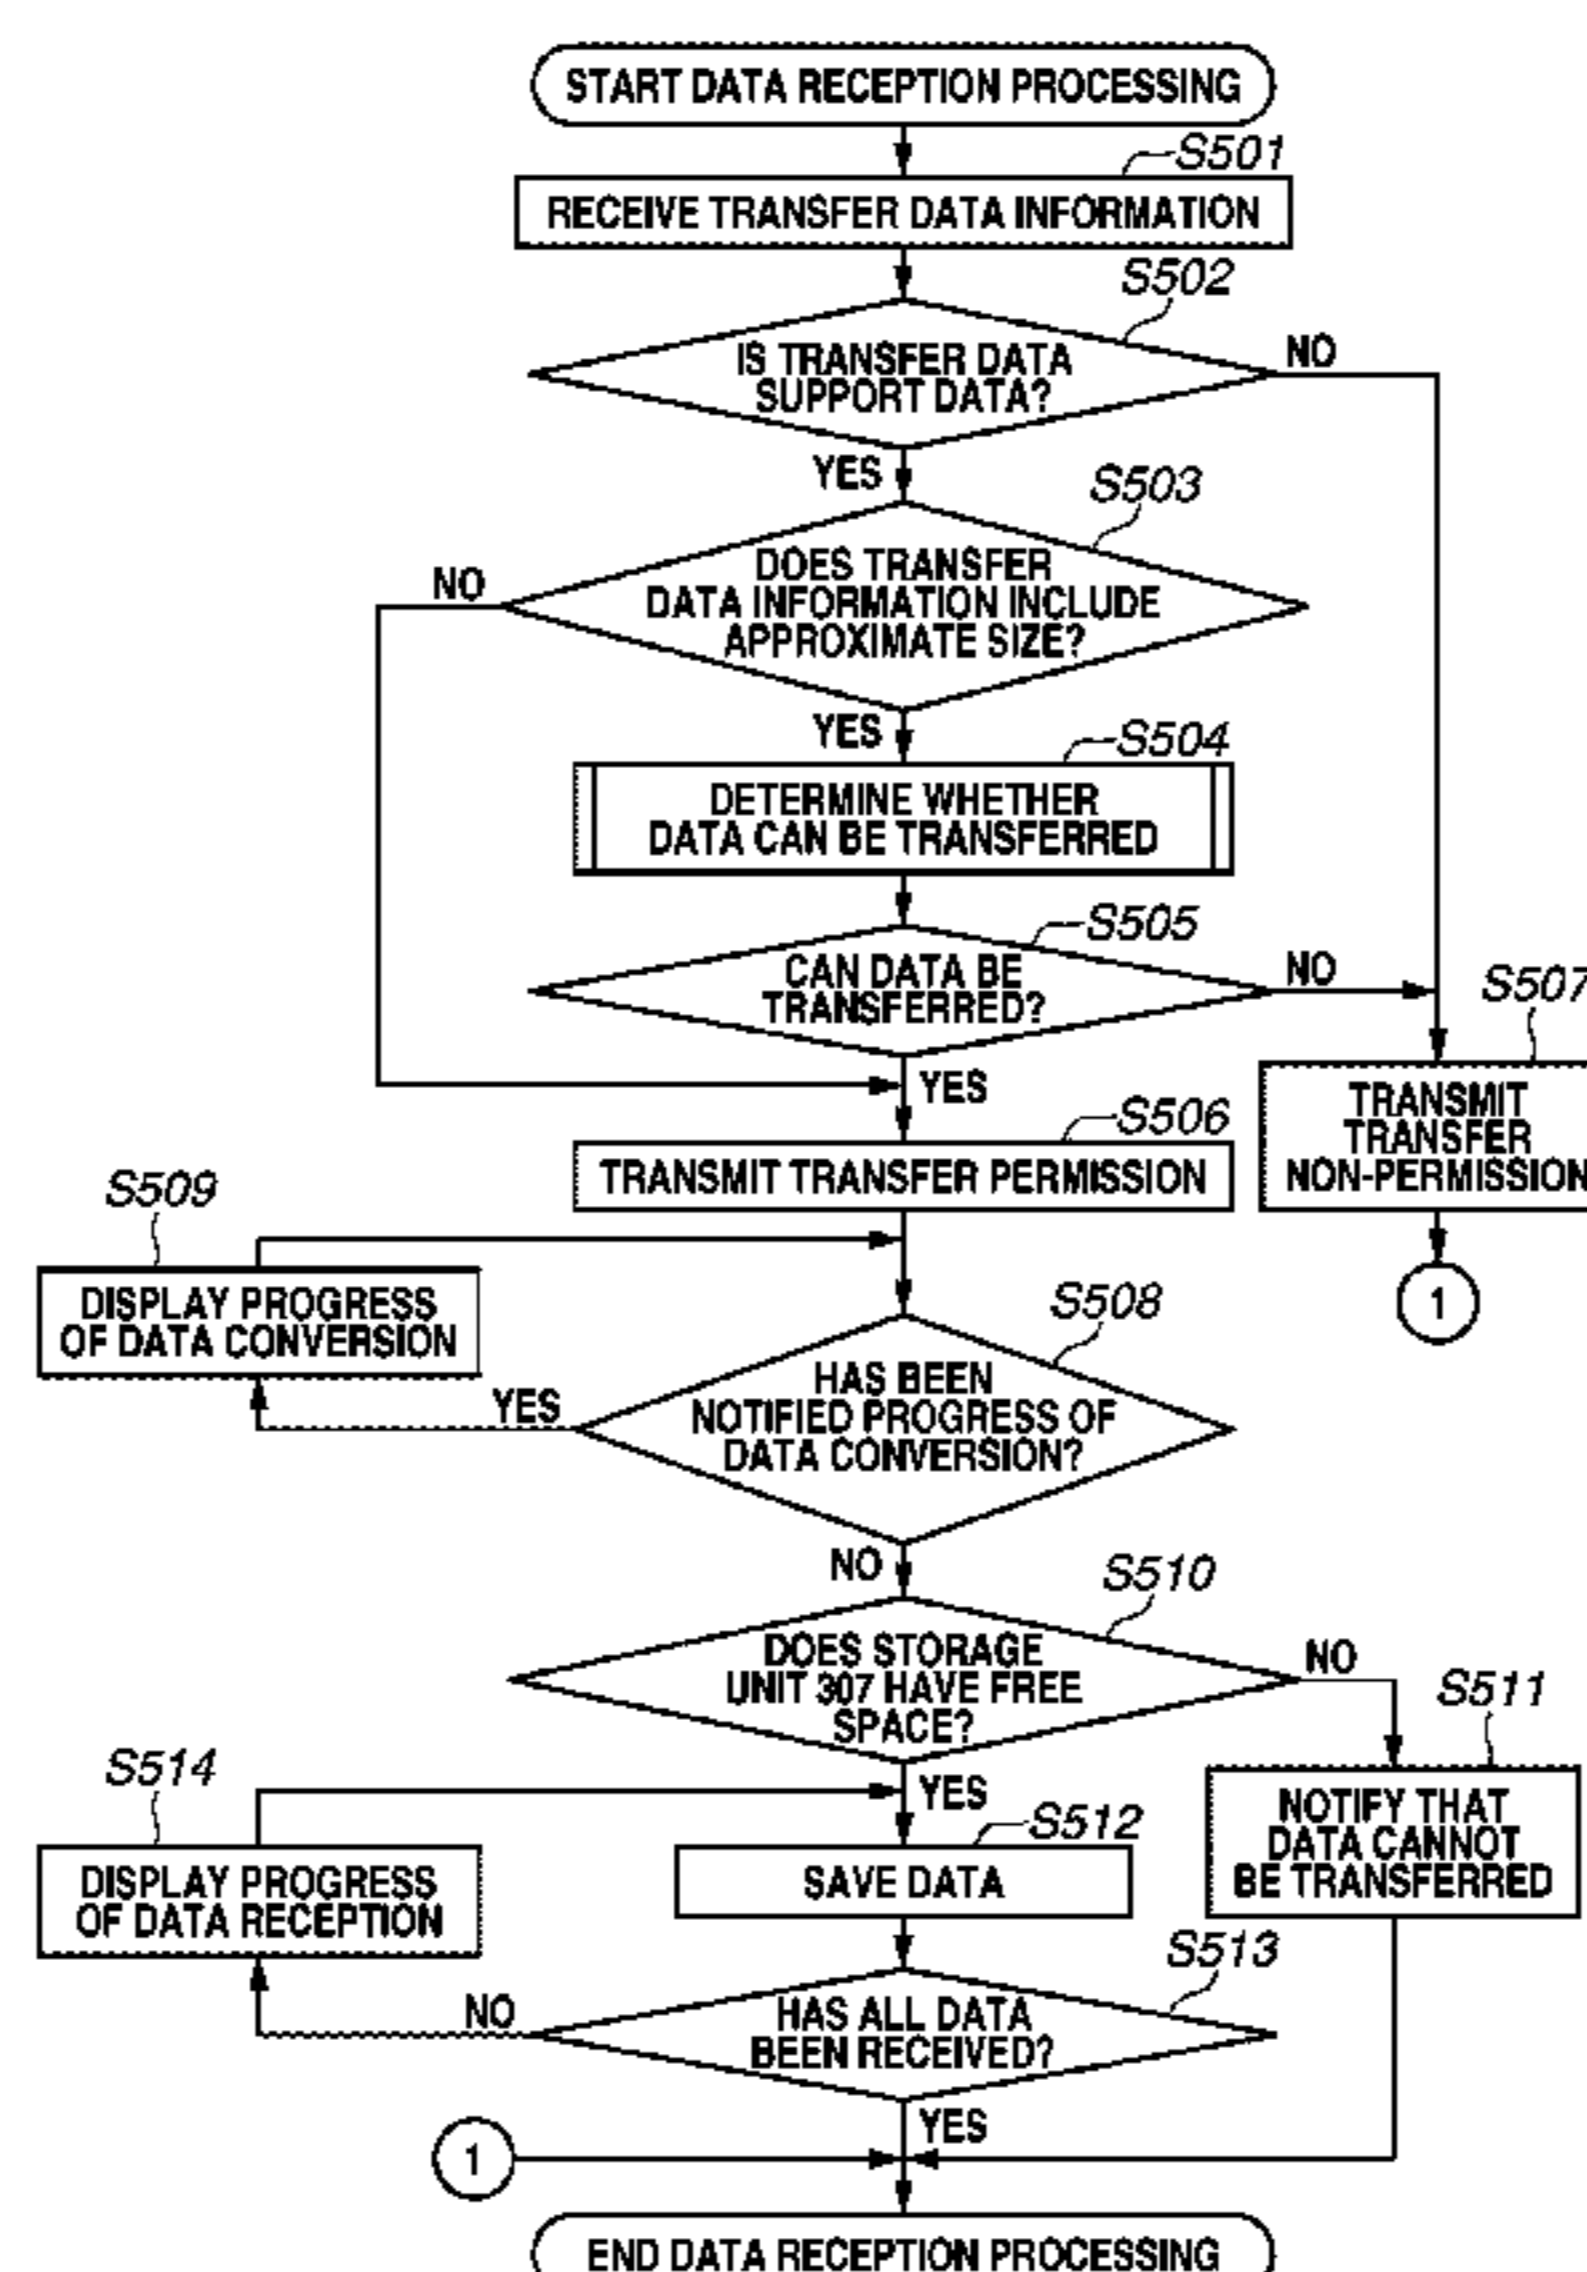 START DATA RECEPTION PROCESSING
S501
RECEIVE TRANSFER DATA INFORMATION
S502
IS TRANSFER DATA
SUPPORT DATA?
NO
YES
S503
DOES TRANSFER
DATA INFORMATION INCLUDE
APPROXIMATE SIZE?
NO
YES
S504
DETERMINE WHETHER
DATA CAN BE TRANSFERRED
S505
CAN DATA BE
TRANSFERRED?
NO
S507
YES
TRANSMIT
TRANSFER
NON-PERMISSION
S506
TRANSMIT TRANSFER PERMISSION
1
S509
DISPLAY PROGRESS
OF DATA CONVERSION
S508
HAS BEEN
NOTIFIED PROGRESS OF
DATA CONVERSION?
YES
NO
S510
DOES STORAGE
UNIT 307 HAVE FREE
SPACE?
NO
S511
NOTIFY THAT
DATA CANNOT
BE TRANSFERRED
YES
S514
DISPLAY PROGRESS
OF DATA RECEPTION
S512
SAVE DATA
S513
HAS ALL DATA
BEEN RECEIVED?
NO
YES
1
END DATA RECEPTION PROCESSING